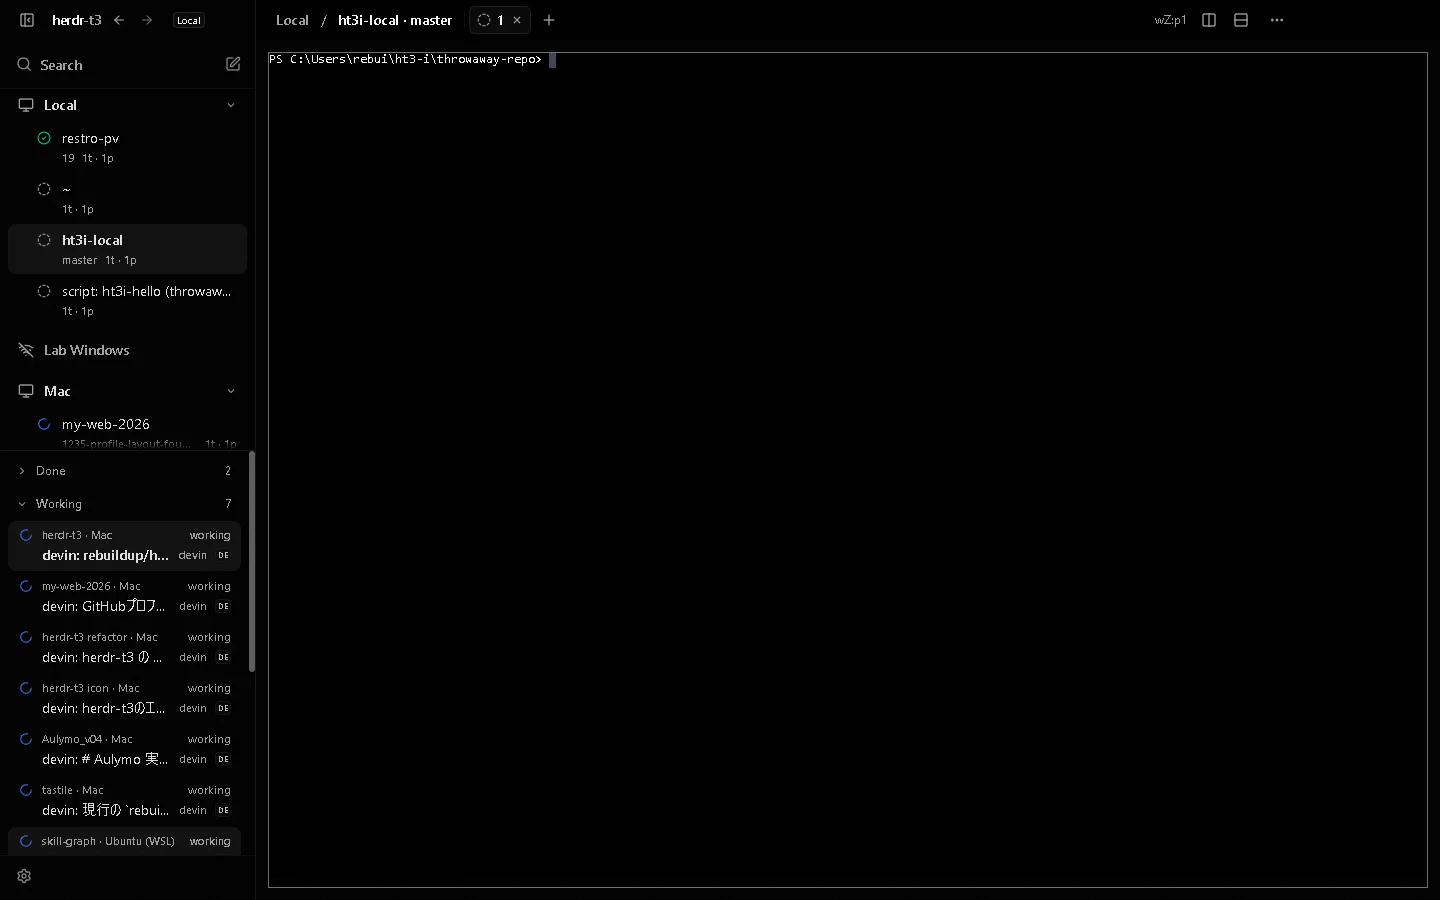 herdr-t3 Local
Local / ht3i-local · master 1 × + wZ:p1
Search
Local
restro-pv
19 1t · 1p
~
1t · 1p
ht3i-local
master 1t · 1p
script: ht3i-hello (throwaw...
1t · 1p
Lab Windows
Mac
my-web-2026
1235-profile-layout-fou... 1t · 1p
Done 2
Working 7
herdr-t3 · Mac working
devin: rebuildup/h... devin DE
my-web-2026 · Mac working
devin: GitHubプロフ... devin DE
herdr-t3 refactor · Mac working
devin: herdr-t3 の ... devin DE
herdr-t3 icon · Mac working
devin: herdr-t3のエ... devin DE
Aulymo_v04 · Mac working
devin: # Aulymo 実... devin DE
tastile · Mac working
devin: 現行の `rebui... devin DE
skill-graph · Ubuntu (WSL) working
PS C:\Users\rebui\ht3-i\throwaway-repo>